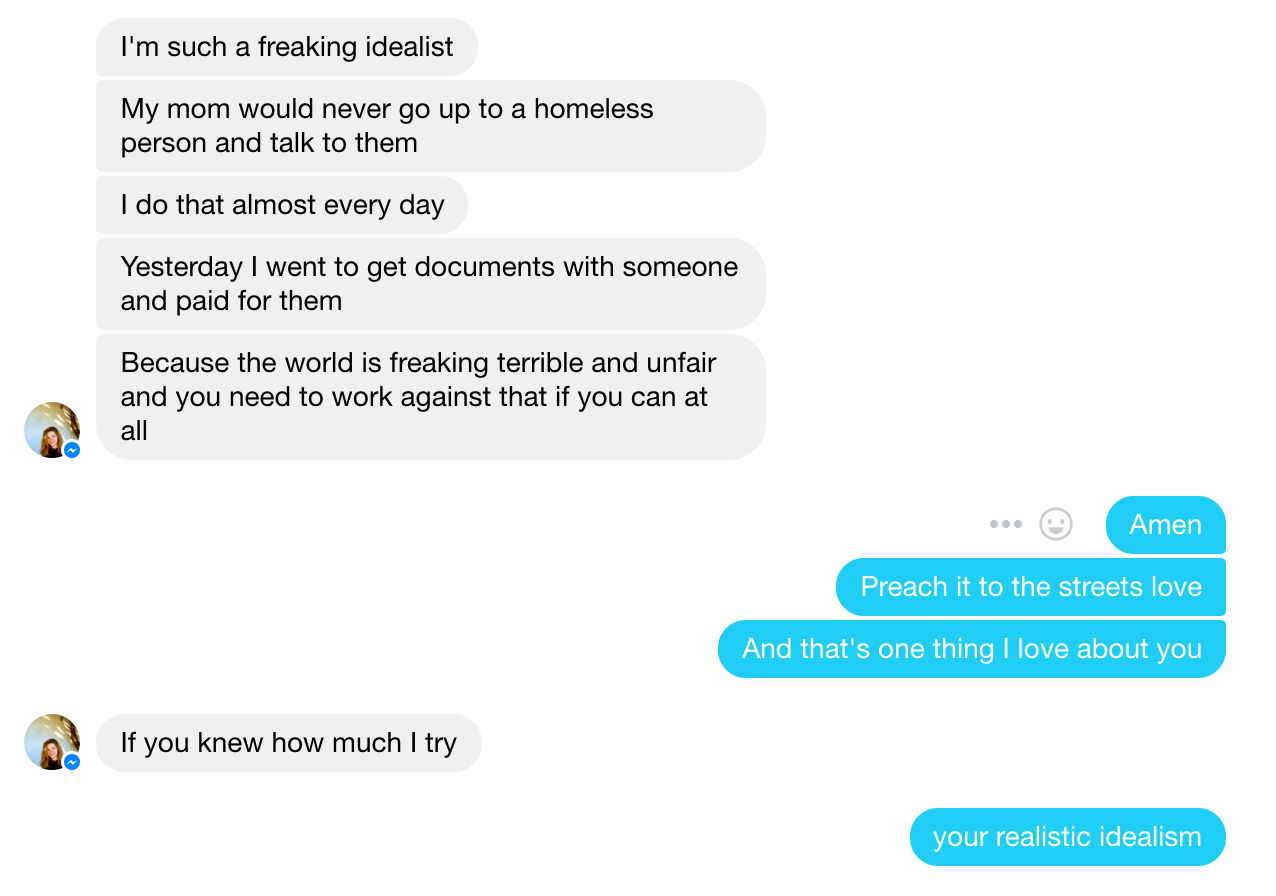 I'm such a freaking idealist
My mom would never go up to a homeless
person and talk to them
I do that almost every day
Yesterday I went to get documents with someone
and paid for them
Because the world is freaking terrible and unfair
and you need to work against that if you can at
all
Amen
Preach it to the streets love
And that's one thing I love about you
If you knew how much I try
your realistic idealism